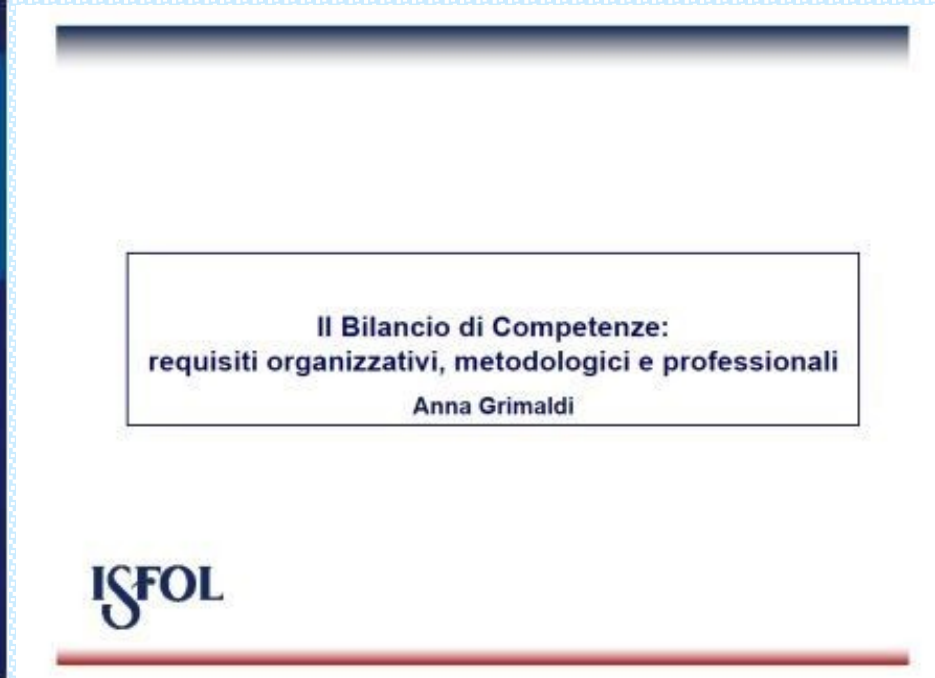 Il Bilancio di Competenze:
requisiti organizzativi, metodologici e professionali
Anna Grimaldi
ISFOL